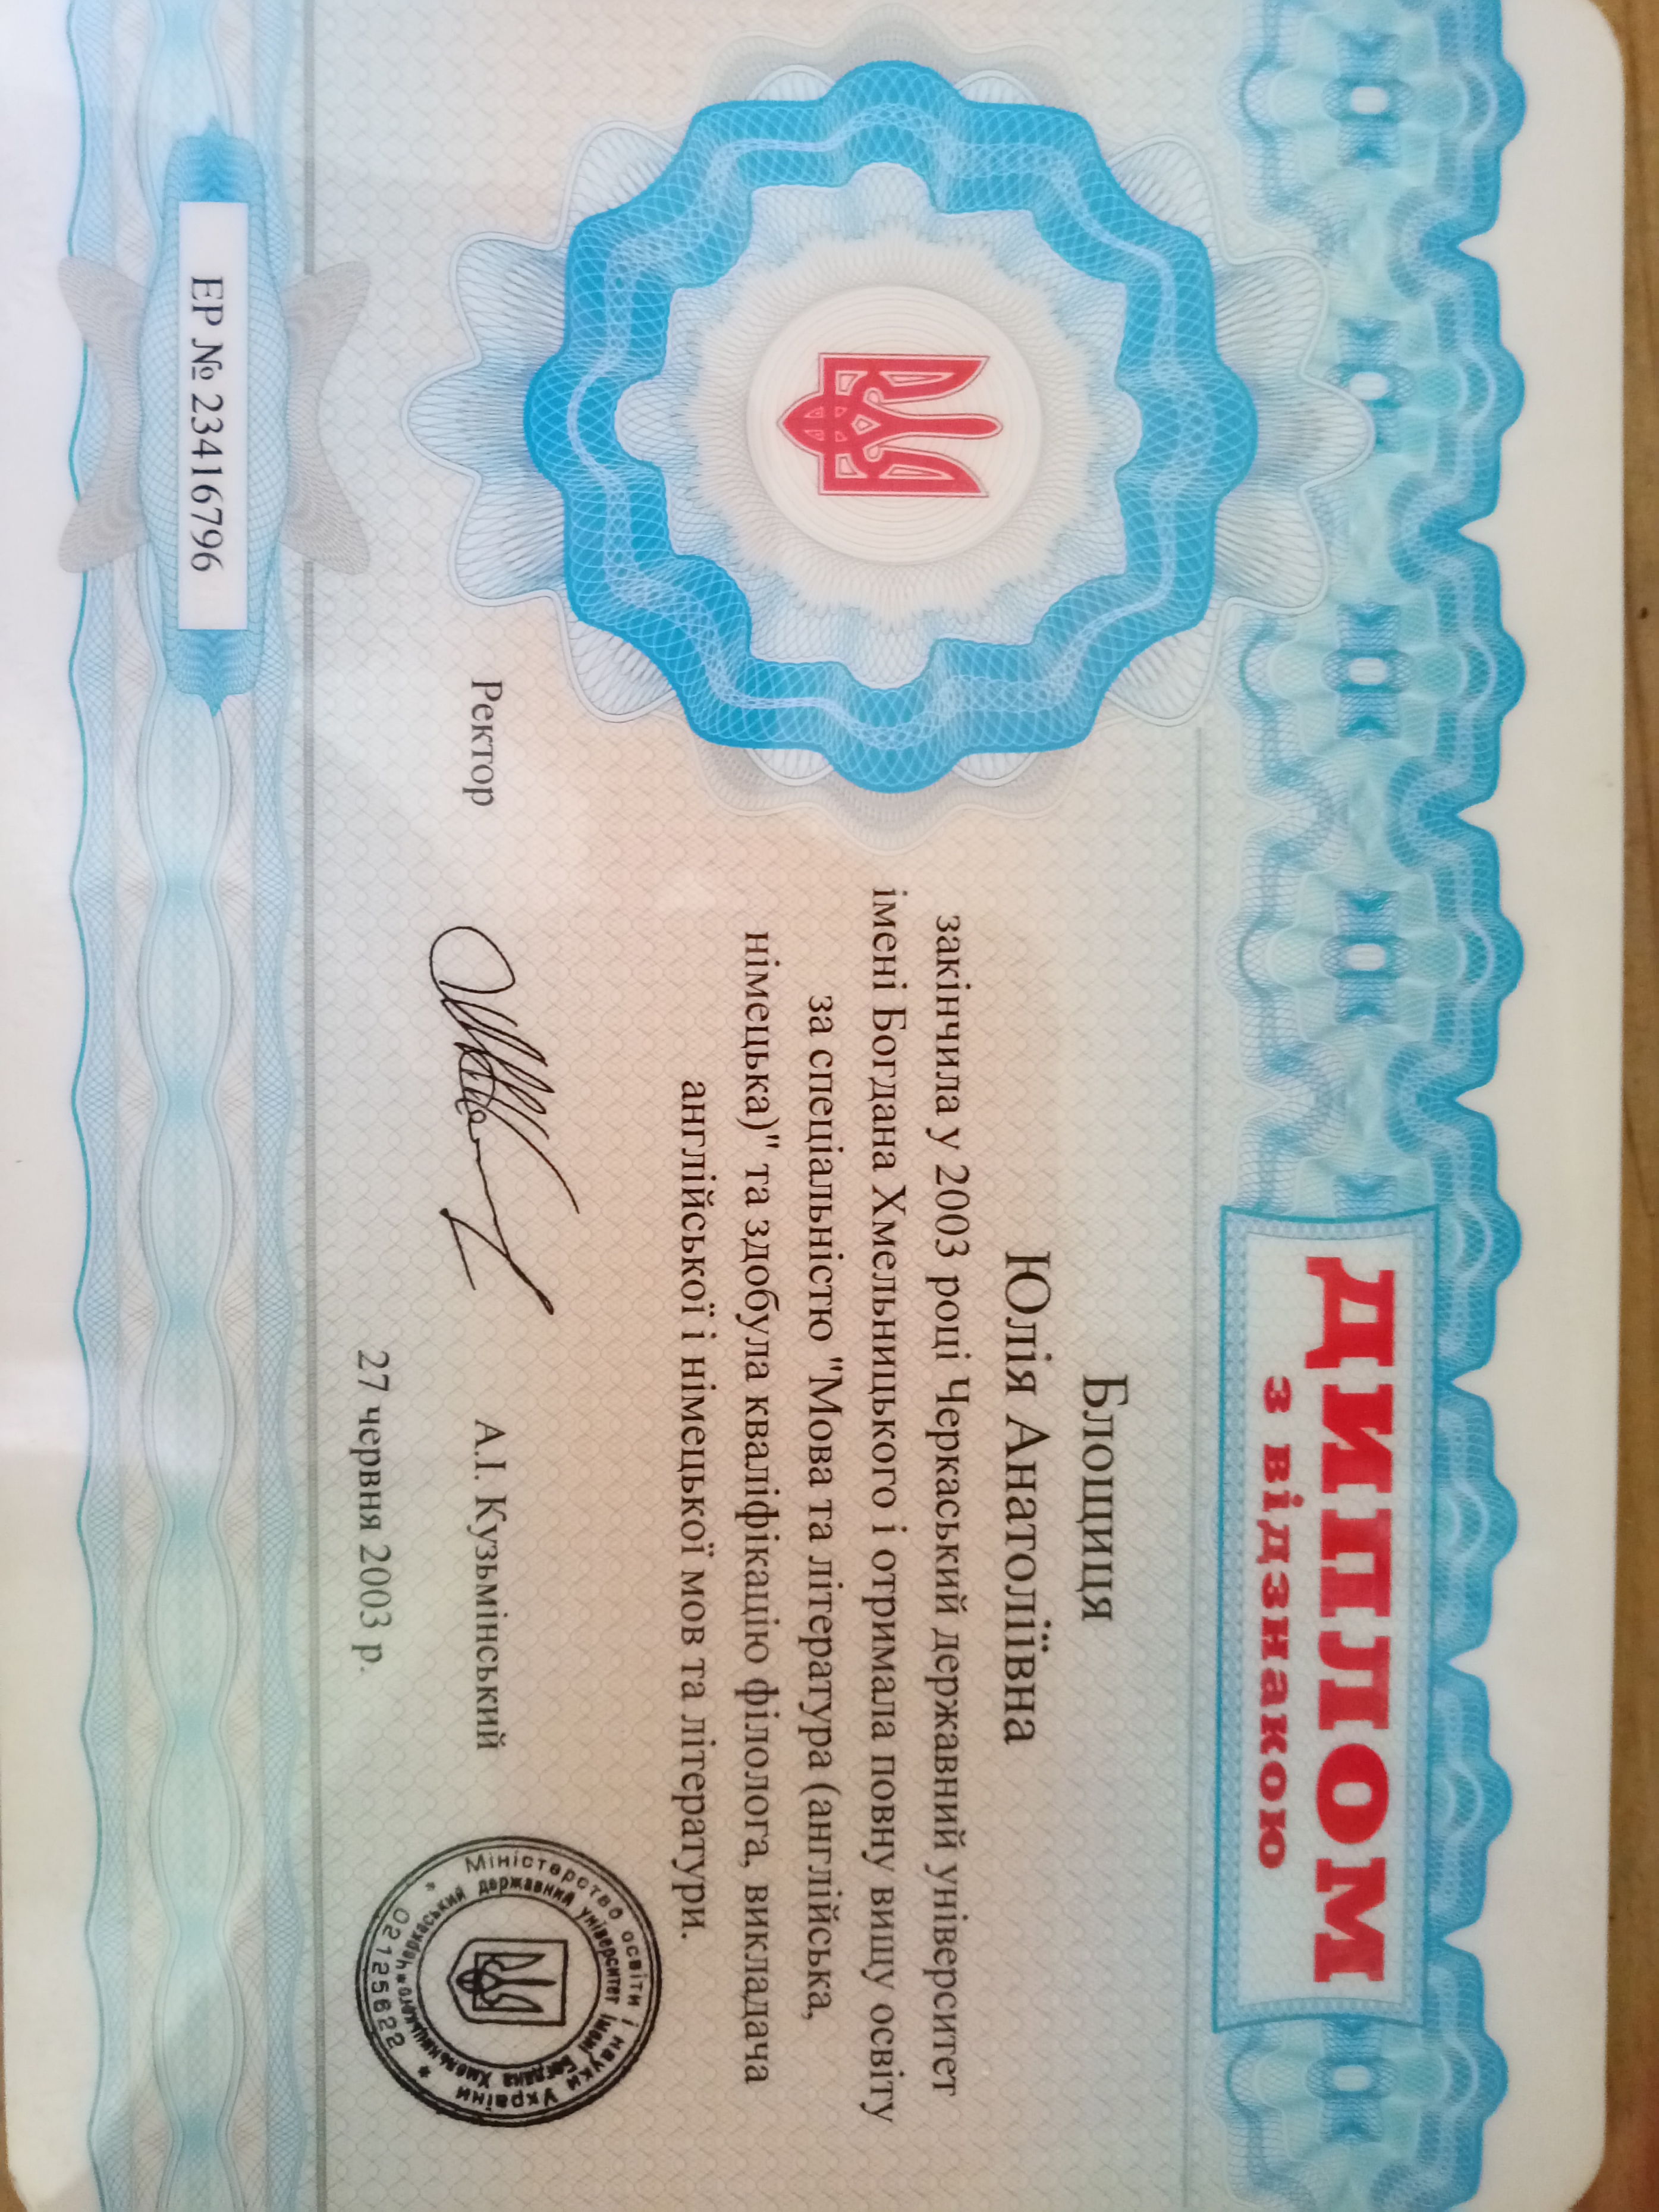 ДИПЛОМ
з відзнакою
Блощиця
Юлія Анатоліївна
закінчила у 2003 році Черкаський державний університет
імені Богдана Хмельницького і отримала повну вищу освіту
за спеціальністю "Мова та література (англійська,
німецька)" та здобула кваліфікацію філолога, викладача
англійської і німецької мов та літератури.
Ректор
А.І. Кузьмінський
27 червня 2003 р.
ЕР № 23416796
Міністерство освіти і науки України
* 02125622 *
Черкаський державний університет імені Богдана Хмельницького